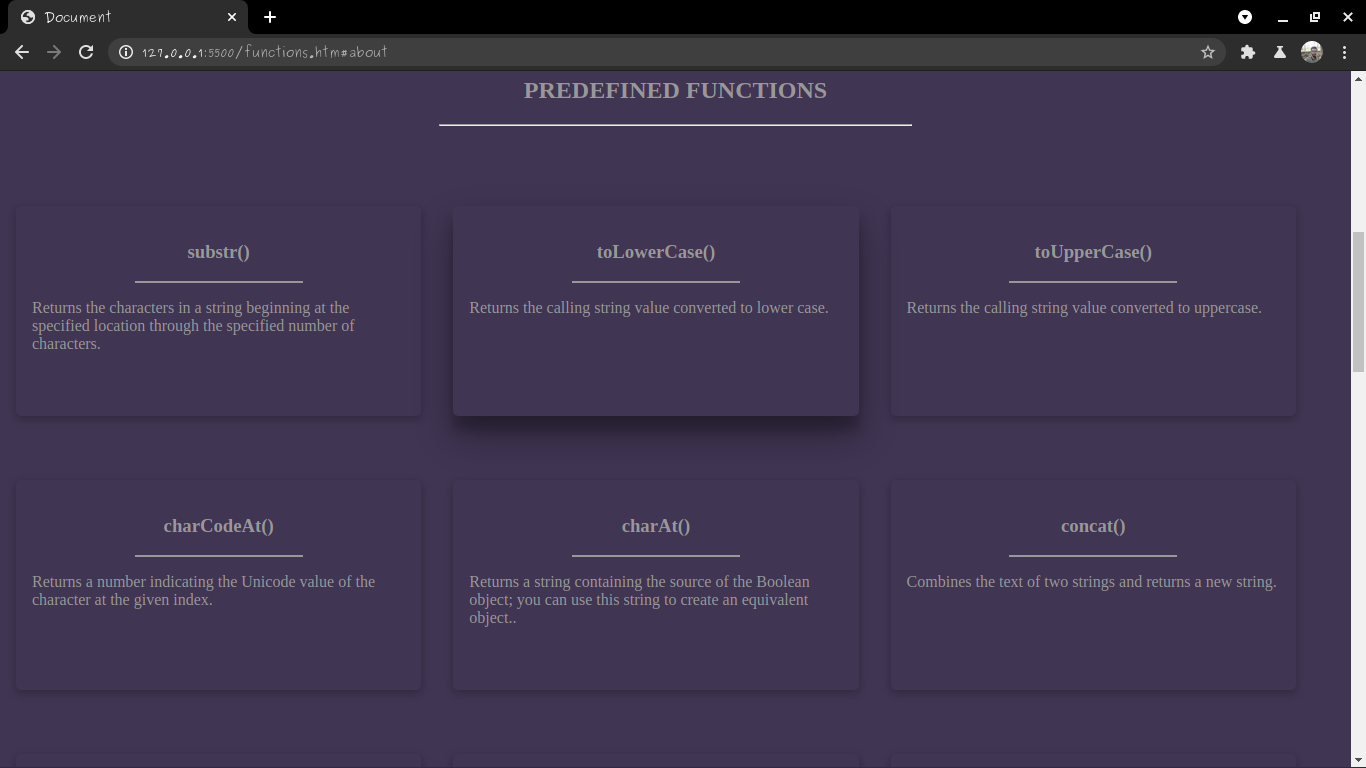 Document
127.0.0.1:5500/functions.htm#about
PREDEFINED FUNCTIONS
substr()
toLowerCase()
toUpperCase()
Returns the characters in a string beginning at the
specified location through the specified number of
characters.
Returns the calling string value converted to lower case.
Returns the calling string value converted to uppercase.
charCodeAt()
charAt()
concat()
Returns a number indicating the Unicode value of the
character at the given index.
Returns a string containing the source of the Boolean
object; you can use this string to create an equivalent
object..
Combines the text of two strings and returns a new string.